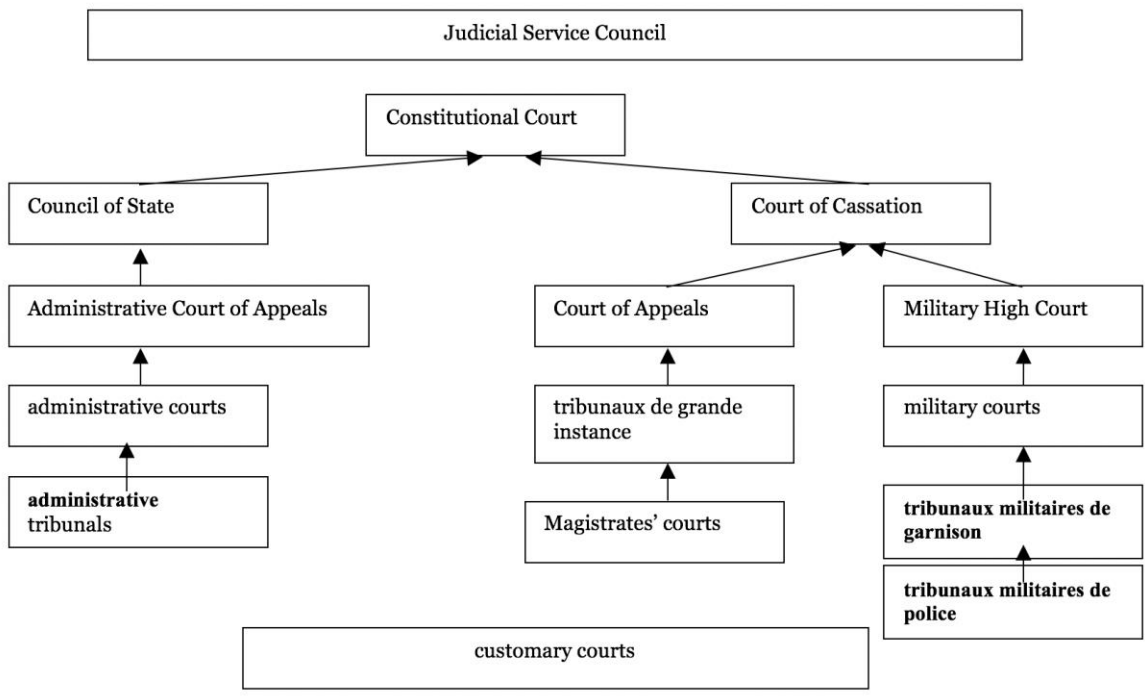 Judicial Service Council
Constitutional Court
Council of State
Court of Cassation
Administrative Court of Appeals
Court of Appeals
Military High Court
administrative courts
tribunaux de grande
instance
military courts
administrative
tribunals
Magistrates’ courts
tribunaux militaires de
garnison
tribunaux militaires de
police
customary courts